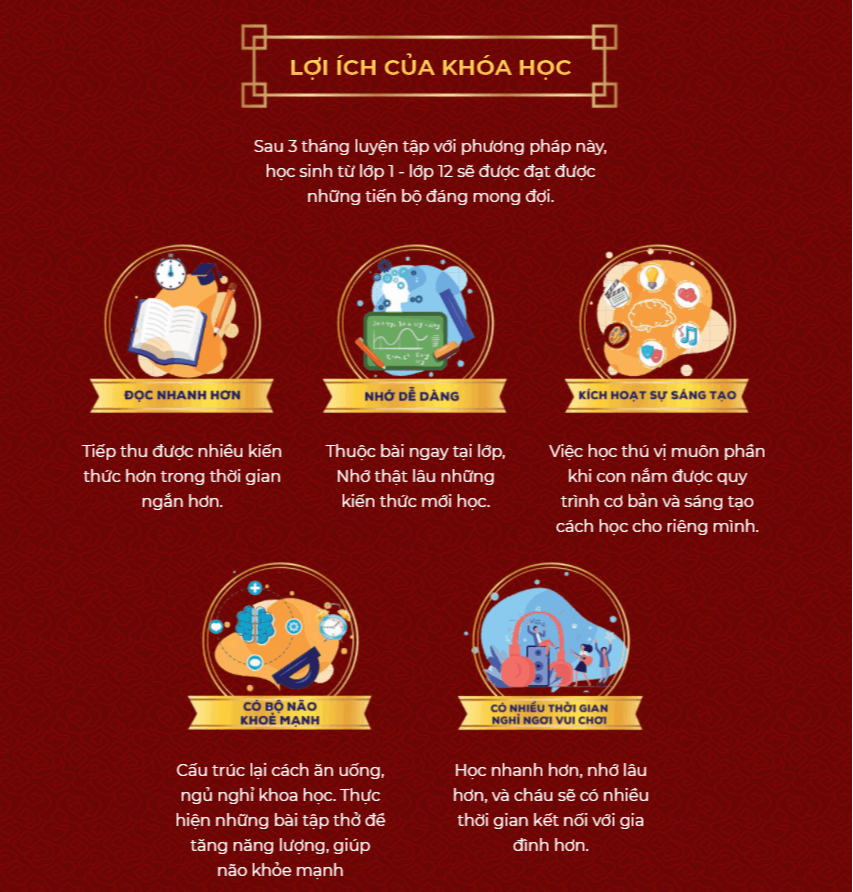 LỢI ÍCH CỦA KHÓA HỌC
Sau 3 tháng luyện tập với phương pháp này,
học sinh từ lớp 1 - lớp 12 sẽ được đạt được
những tiến bộ đáng mong đợi.
ĐỌC NHANH HƠN
Tiếp thu được nhiều kiến
thức hơn trong thời gian
ngắn hơn.
NHỚ DỄ DÀNG
Thuộc bài ngay tại lớp,
Nhớ thật lâu những
kiến thức mới học.
KÍCH HOẠT SỰ SÁNG TẠO
Việc học thú vị muôn phần
khi con nắm được quy
trình cơ bản và sáng tạo
cách học cho riêng mình.
CÓ BỘ NÃO
KHOẺ MẠNH
Cấu trúc lại cách ăn uống,
ngủ nghỉ khoa học. Thực
hiện những bài tập thở để
tăng năng lượng, giúp
não khỏe mạnh
CÓ NHIỀU THỜI GIAN
NGHỈ NGƠI VUI CHƠI
Học nhanh hơn, nhớ lâu
hơn, và cháu sẽ có nhiều
thời gian kết nối với gia
đình hơn.